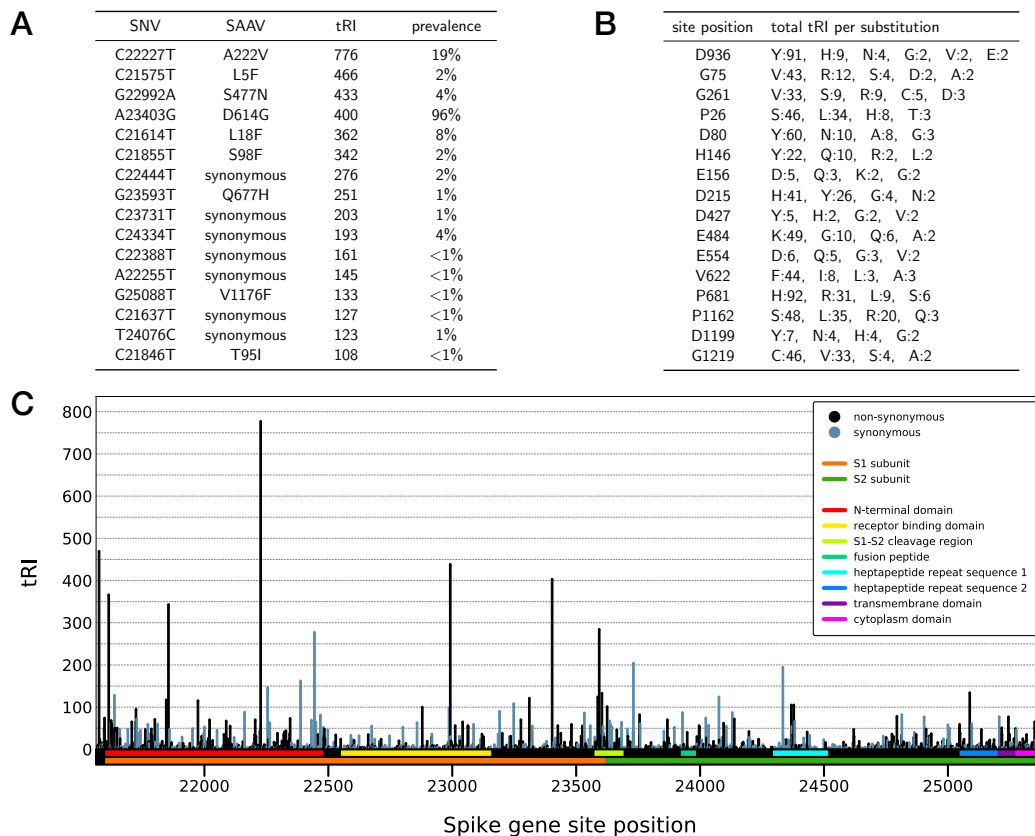 A
SNV SAAV tRI prevalence
C22227T A222V 776 19%
C21575T L5F 466 2%
G22992A S477N 433 4%
A23403G D614G 400 96%
C21614T L18F 362 8%
C21855T S98F 342 2%
C22444T synonymous 276 2%
G23593T Q677H 251 1%
C23731T synonymous 203 1%
C24334T synonymous 193 4%
C22388T synonymous 161 <1%
A22255T synonymous 145 <1%
G25088T V1176F 133 <1%
C21637T synonymous 127 <1%
T24076C synonymous 123 1%
C21846T T95I 108 <1%
B
site position total tRI per substitution
D936 Y:91, H:9, N:4, G:2, V:2, E:2
G75 V:43, R:12, S:4, D:2, A:2
G261 V:33, S:9, R:9, C:5, D:3
P26 S:46, L:34, H:8, T:3
D80 Y:60, N:10, A:8, G:3
H146 Y:22, Q:10, R:2, L:2
E156 D:5, Q:3, K:2, G:2
D215 H:41, Y:26, G:4, N:2
D427 Y:5, H:2, G:2, V:2
E484 K:49, G:10, Q:6, A:2
E554 D:6, Q:5, G:3, V:2
V622 F:44, I:8, L:3, A:3
P681 H:92, R:31, L:9, S:6
P1162 S:48, L:35, R:20, Q:3
D1199 Y:7, N:4, H:4, G:2
G1219 C:46, V:33, S:4, A:2
C
tRI
800
700
600
500
400
300
200
100
0
non-synonymous
synonymous
S1 subunit
S2 subunit
N-terminal domain
receptor binding domain
S1-S2 cleavage region
fusion peptide
heptapeptide repeat sequence 1
heptapeptide repeat sequence 2
transmembrane domain
cytoplasm domain
22000 22500 23000 23500 24000 24500 25000
Spike gene site position